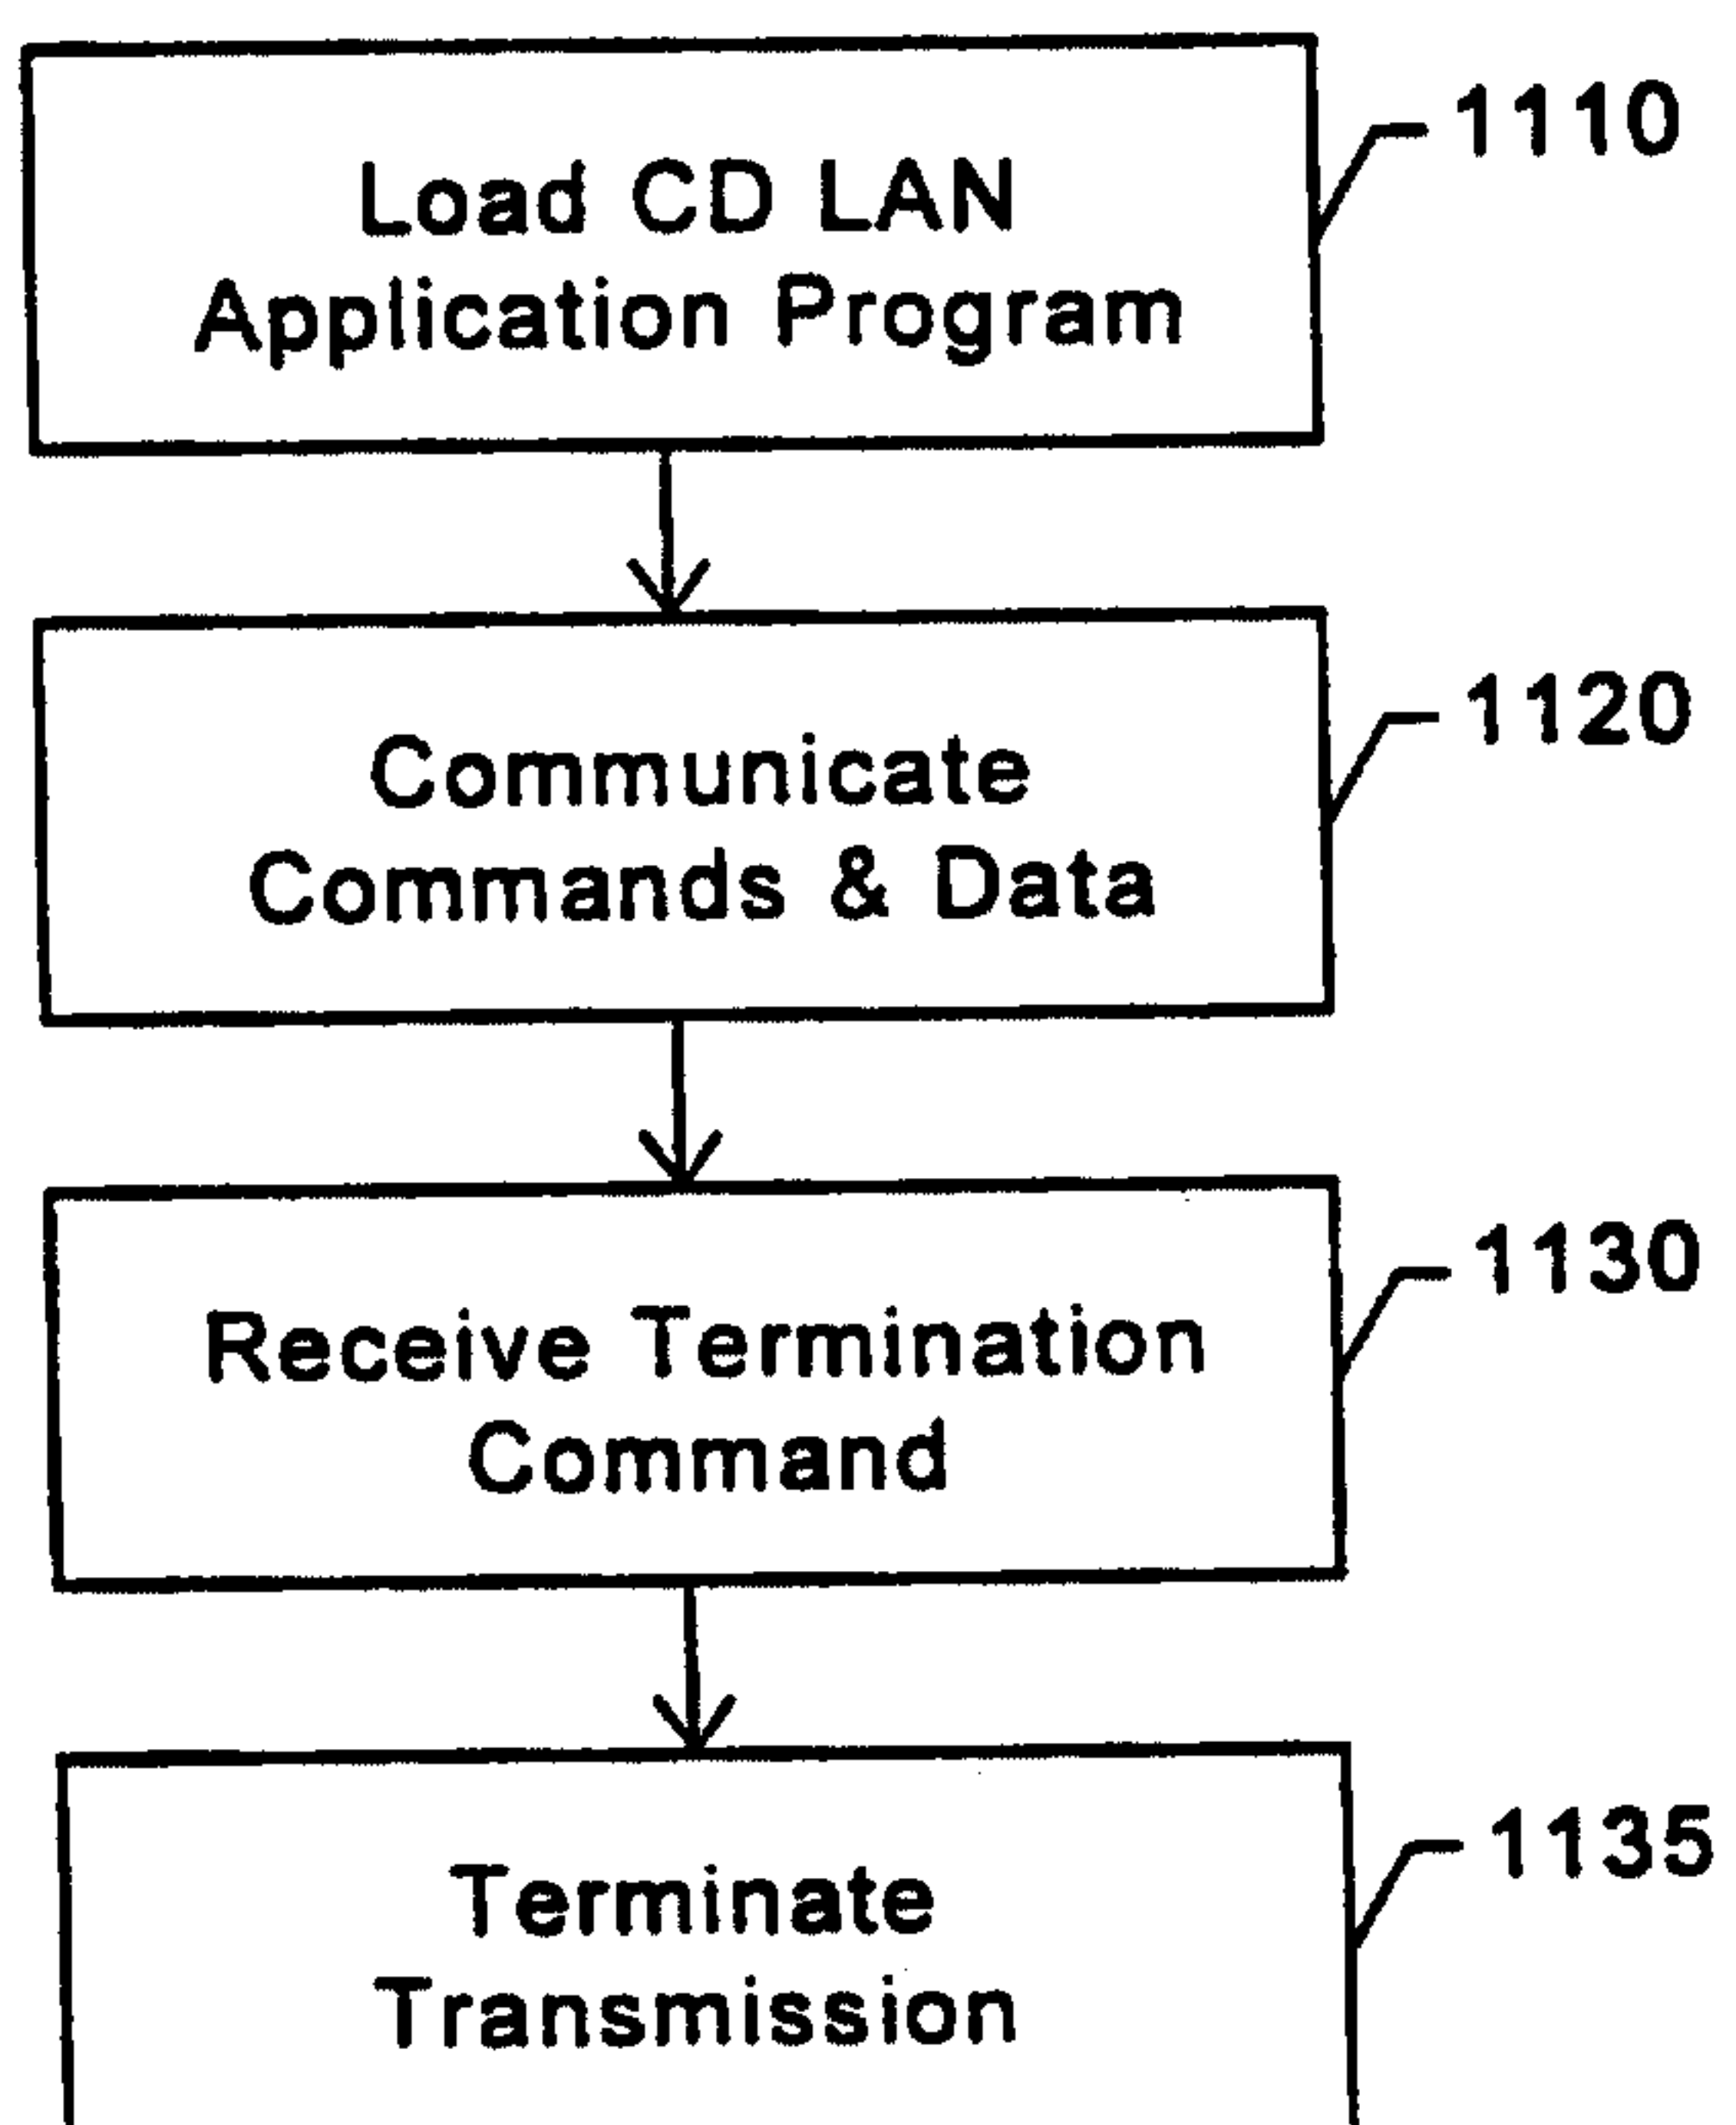 Load CD LAN
Application Program
1110
Communicate
Commands & Data
1120
Receive Termination
Command
1130
Terminate
Transmission
1135